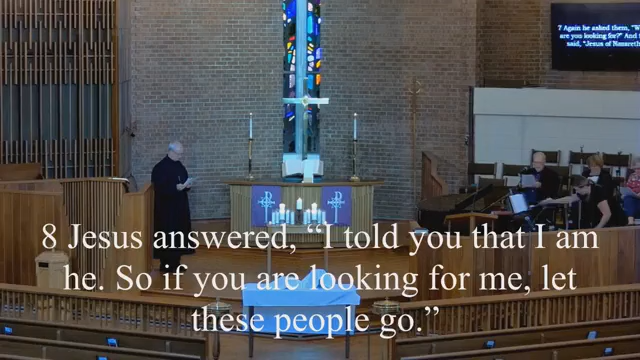 7 Again he asked them, "W
are you looking for?" And t
said, "Jesus of Nazareth
8 Jesus answered, “I told you that I am
he. So if you are looking for me, let
these people go.”